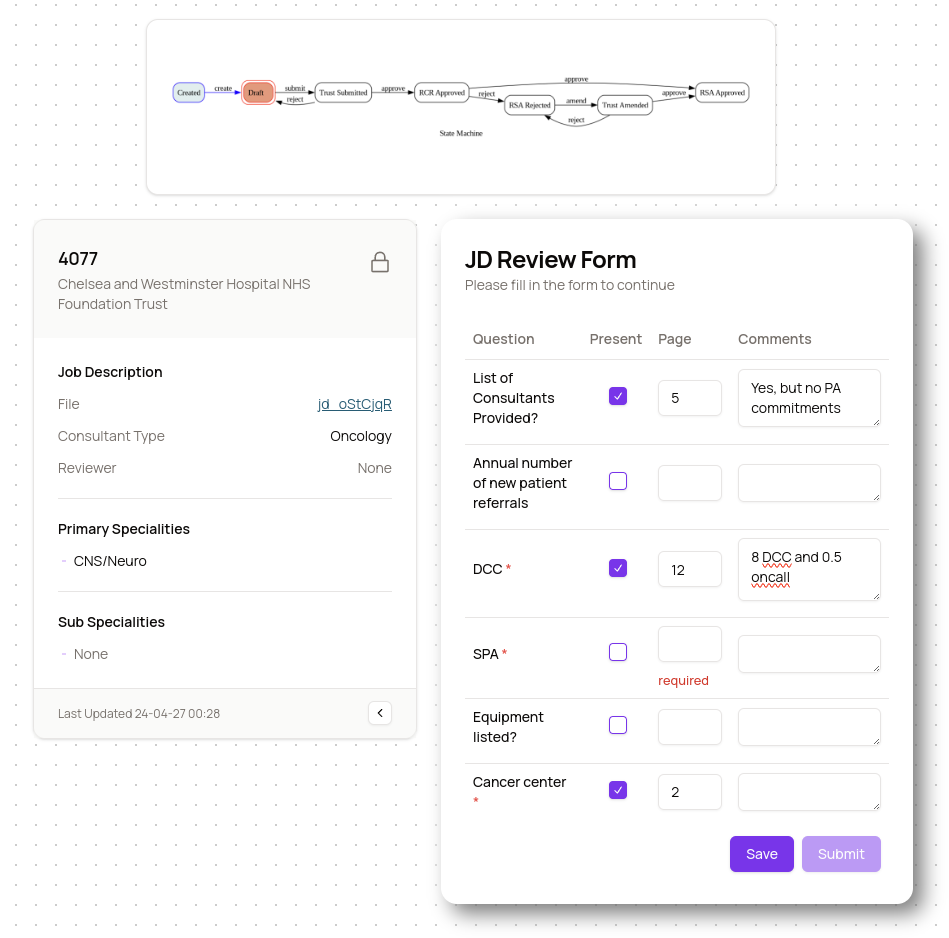 Created
create
Draft
submit
reject
Trust Submitted
approve
RCR Approved
approve
reject
RSA Rejected
amend
reject
Trust Amended
approve
RSA Approved
State Machine
4077
Chelsea and Westminster Hospital NHS
Foundation Trust
Job Description
File jd_oStCjqR
Consultant Type Oncology
Reviewer None
Primary Specialities
- CNS/Neuro
Sub Specialities
- None
Last Updated 24-04-27 00:28
JD Review Form
Please fill in the form to continue
Question Present Page Comments
List of
Consultants
Provided?
5
Yes, but no PA
commitments
Annual number
of new patient
referrals
DCC *
12
8 DCC and 0.5
oncall
SPA *
required
Equipment
listed?
Cancer center
*
2
Save Submit